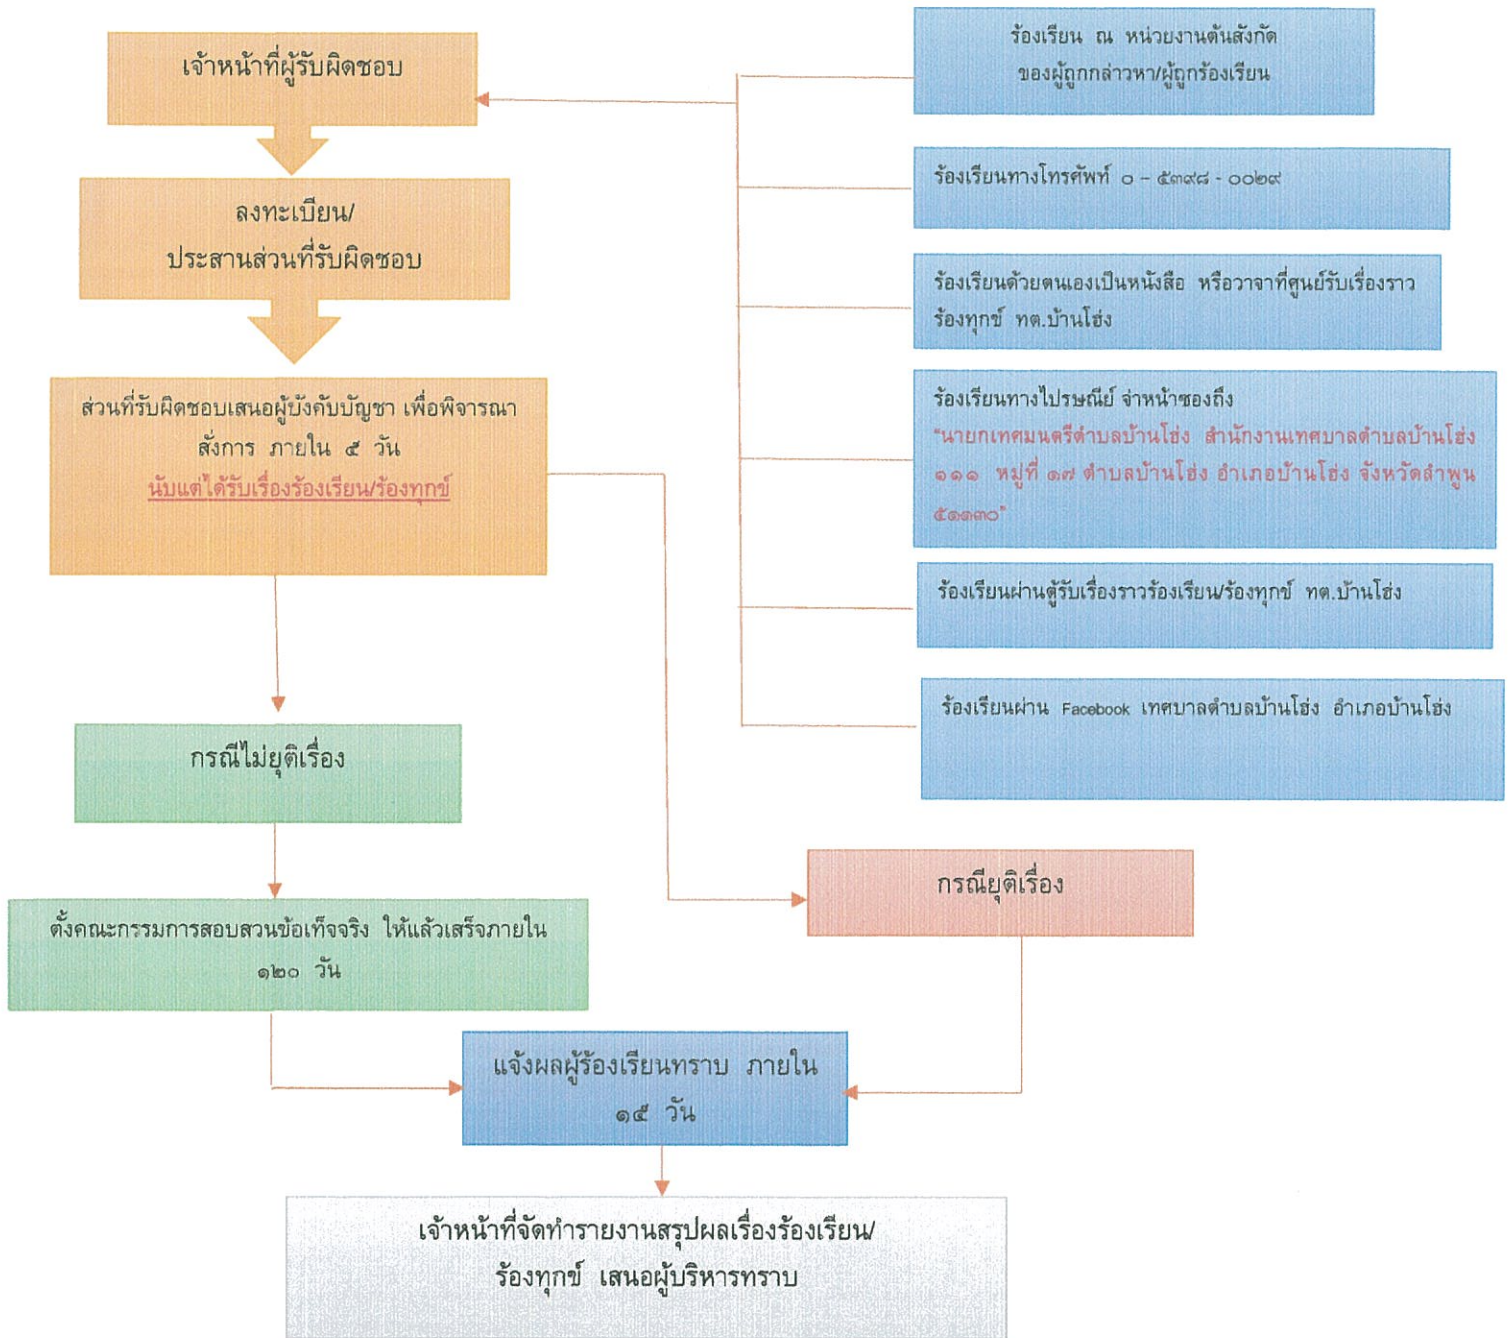 เจ้าหน้าที่ผู้รับผิดชอบ
ลงทะเบียน/
ประสานส่วนที่รับผิดชอบ
ส่วนที่รับผิดชอบเสนอผู้บังคับบัญชา เพื่อพิจารณา
สั่งการ ภายใน ๕ วัน
นับแต่ได้รับเรื่องร้องเรียน/ร้องทุกข์
ร้องเรียน ณ หน่วยงานต้นสังกัด
ของผู้ถูกกล่าวหา/ผู้ถูกร้องเรียน
ร้องเรียนทางโทรศัพท์ ๐ – ๕๓๙๘ - ๐๐๒๙
ร้องเรียนด้วยตนเองเป็นหนังสือ หรือวาจาที่ศูนย์รับเรื่องราว
ร้องทุกข์ ทต.บ้านโฮ่ง
ร้องเรียนทางไปรษณีย์ จ่าหน้าซองถึง
"นายกเทศมนตรีตำบลบ้านโฮ่ง สำนักงานเทศบาลตำบลบ้านโฮ่ง
๑๑๑ หมู่ที่ ๑๗ ตำบลบ้านโฮ่ง อำเภอบ้านโฮ่ง จังหวัดลำพูน
๕๑๑๓๐"
ร้องเรียนผ่านตู้รับเรื่องราวร้องเรียน/ร้องทุกข์ ทต.บ้านโฮ่ง
ร้องเรียนผ่าน Facebook เทศบาลตำบลบ้านโฮ่ง อำเภอบ้านโฮ่ง
กรณีไม่ยุติเรื่อง
กรณียุติเรื่อง
ตั้งคณะกรรมการสอบสวนข้อเท็จจริง ให้แล้วเสร็จภายใน
๑๒๐ วัน
แจ้งผลผู้ร้องเรียนทราบ ภายใน
๑๕ วัน
เจ้าหน้าที่จัดทำรายงานสรุปผลเรื่องร้องเรียน/
ร้องทุกข์ เสนอผู้บริหารทราบ